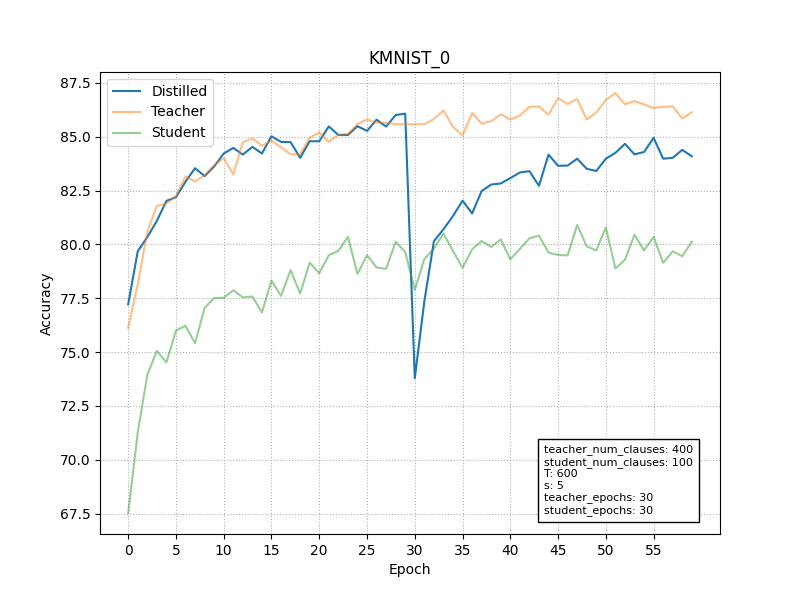 KMNIST_0
Distilled
Teacher
Student
87.5
85.0
82.5
80.0
77.5
75.0
72.5
70.0
67.5
Accuracy
teacher_num_clauses: 400
student_num_clauses: 100
T: 600
s: 5
teacher_epochs: 30
student_epochs: 30
0 5 10 15 20 25 30 35 40 45 50 55
Epoch